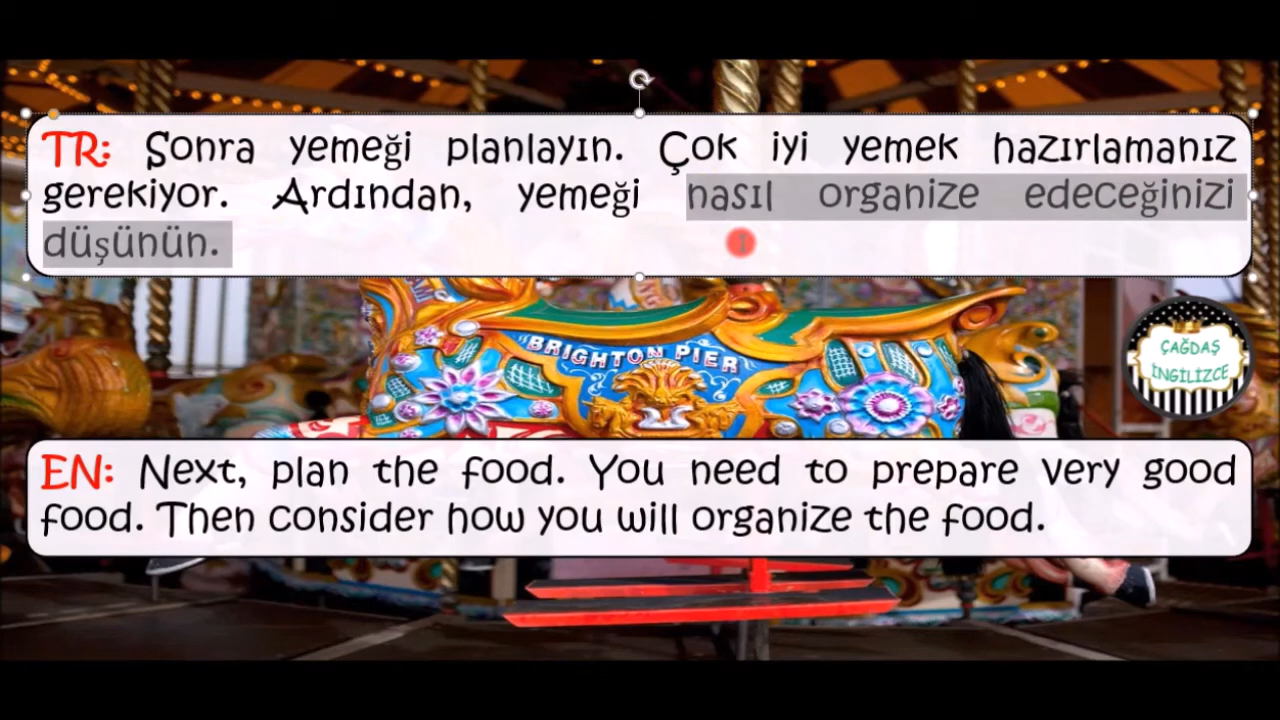 TR: Sonra yemeği planlayın. Çok iyi yemek hazırlamanız
gerekiyor. Ardından, yemeği nasıl organize edeceğinizi
düşünün.
BRIGHTON PIER
ÇAĞDAŞ
İNGİLİZCE
EN: Next, plan the food. You need to prepare very good
food. Then consider how you will organize the food.